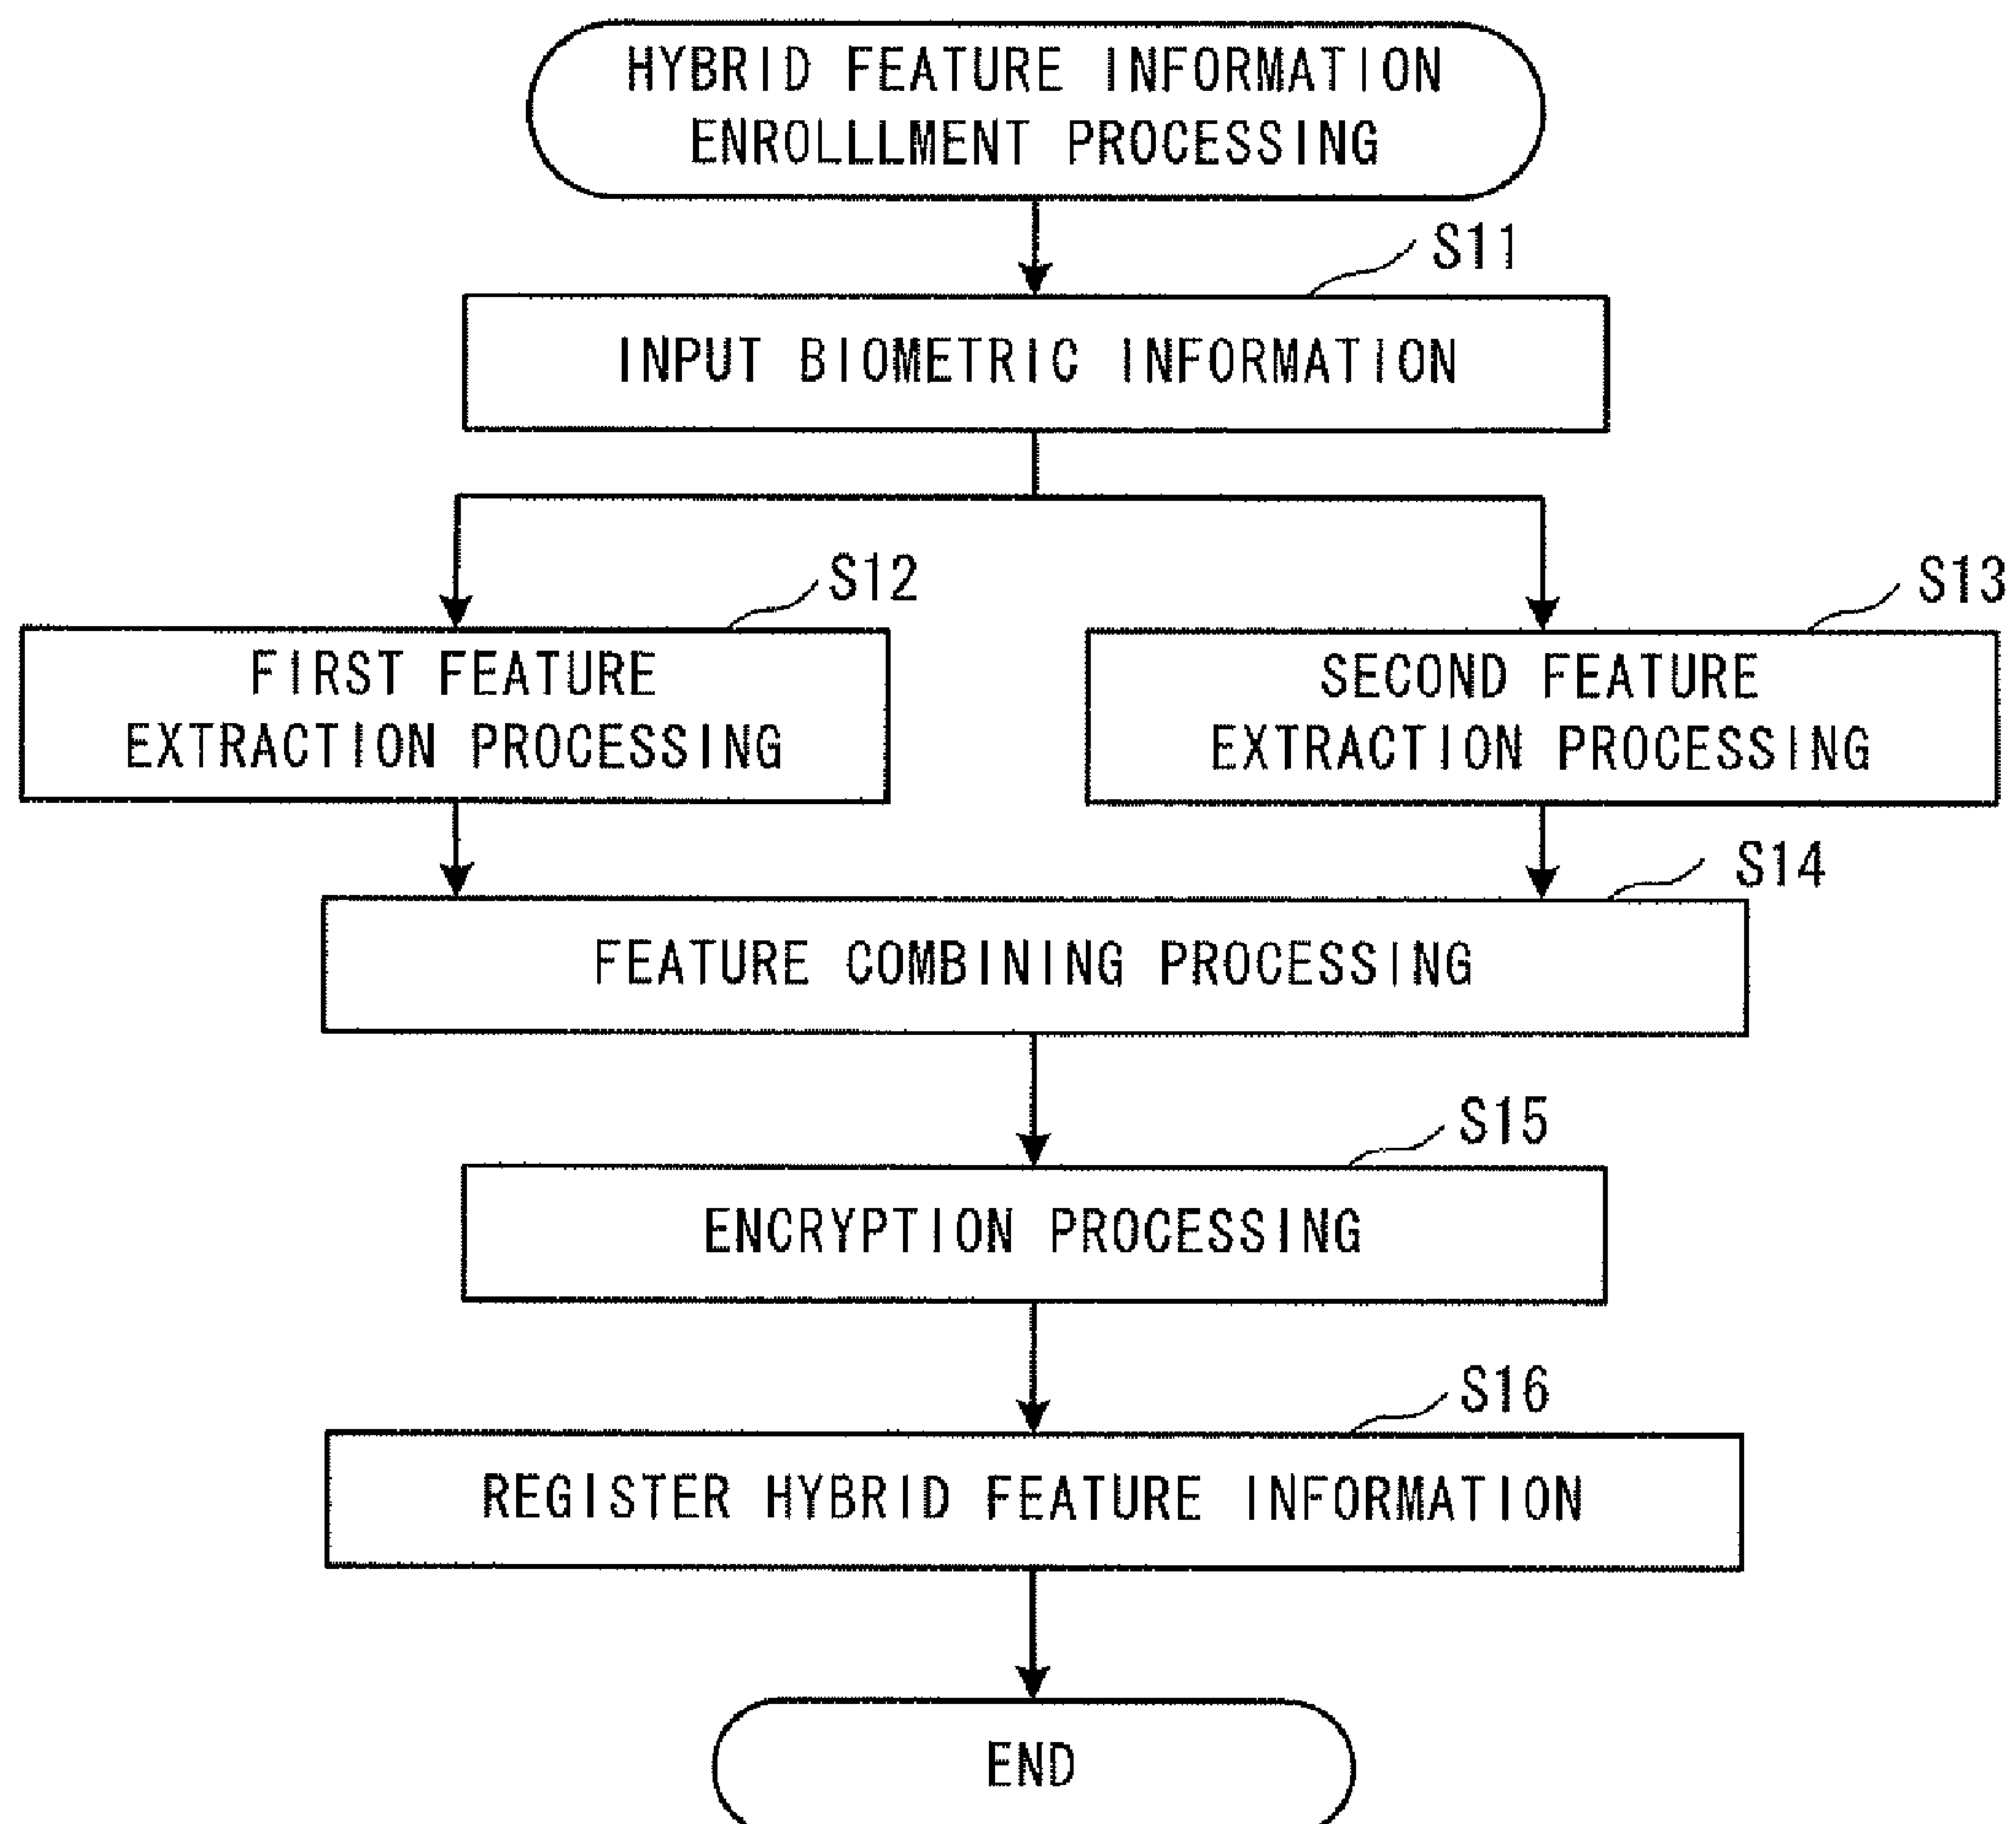 HYBRID FEATURE INFORMATION
ENROLLLMENT PROCESSING
S11
INPUT BIOMETRIC INFORMATION
S12
S13
FIRST FEATURE
EXTRACTION PROCESSING
SECOND FEATURE
EXTRACTION PROCESSING
S14
FEATURE COMBINING PROCESSING
S15
ENCRYPTION PROCESSING
S16
REGISTER HYBRID FEATURE INFORMATION
END